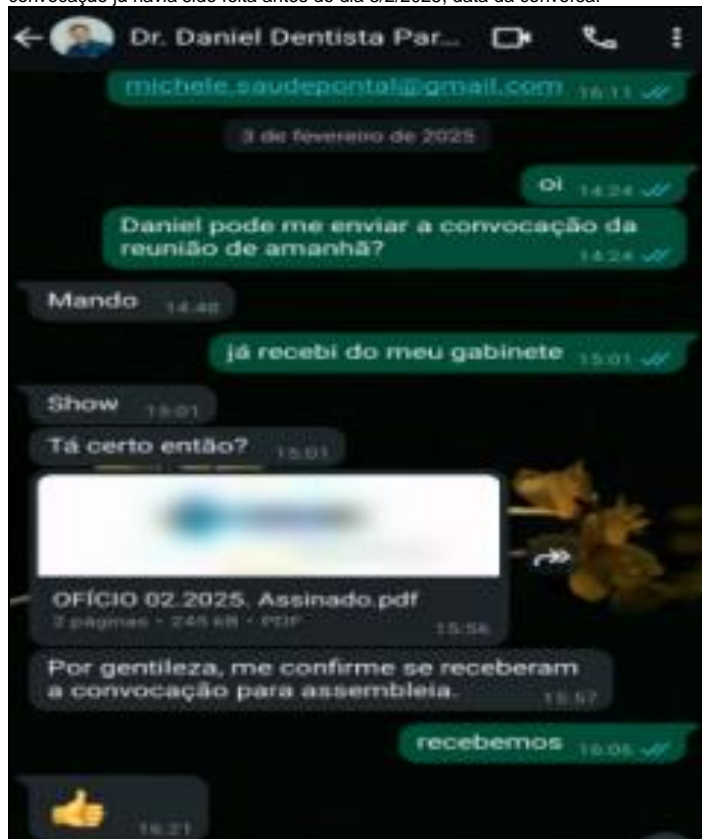 convocação já havia sido feita antes do dia 3/2/2025, data da conversa.
Dr. Daniel Dentista Par...
michele.saudepontal@gmail.com 16:11
3 de fevereiro de 2025
oi 14:24
Daniel pode me enviar a convocação da
reunião de amanhã?
14:24
Mando 14:40
já recebi do meu gabinete 15:01
Show 15:01
Tá certo então? 15:01
OFÍCIO 02.2025. Assinado.pdf
2 páginas • 245 kB • PDF 15:56
Por gentileza, me confirme se receberam
a convocação para assembleia. 15:57
recebemos 16:06
16:21